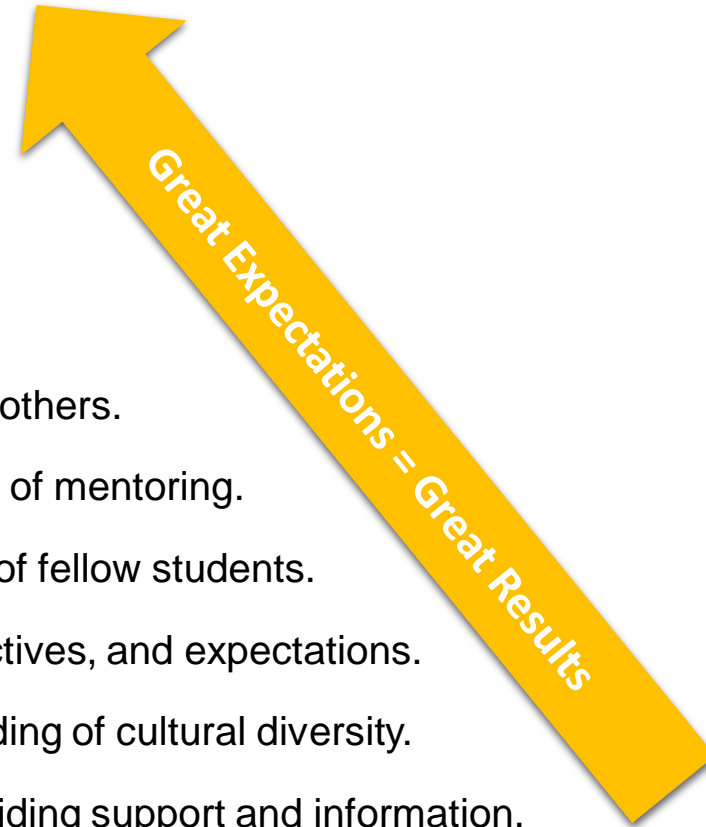 Great Expectations = Great Results
others.
of mentoring.
of fellow students.
ctives, and expectations.
ding of cultural diversity.
iding support and information.